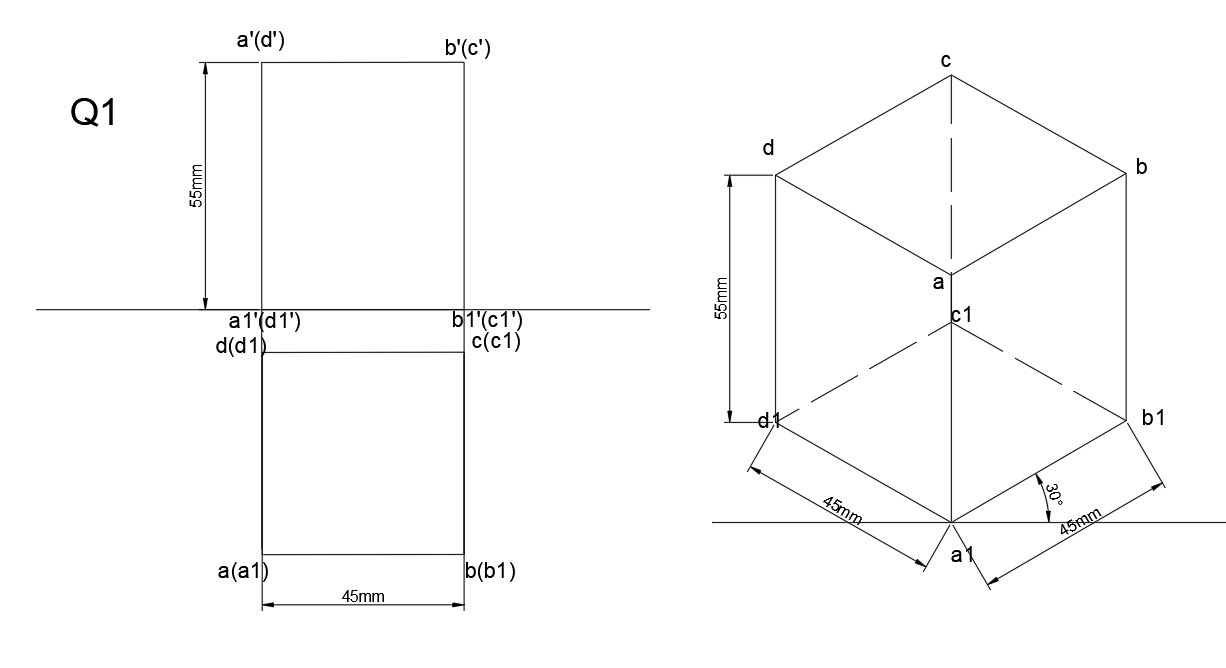 a'(d')
b'(c')
Q1
55mm
a1'(d1')
b1'(c1')
d(d1)
c(c1)
a(a1)
b(b1)
45mm
c
d
b
55mm
a
c1
d1
b1
30°
45mm
45mm
a1